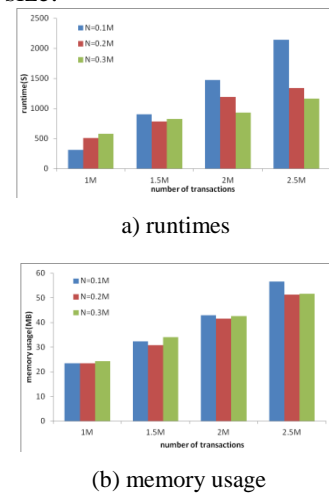 size.
2500
2000
1500
1000
500
0
runtime(S)
N=0.1M
N=0.2M
N=0.3M
1M 1.5M 2M 2.5M
number of transactions
a) runtimes
60
50
40
30
20
10
0
memory usage(MB)
N=0.1M
N=0.2M
N=0.3M
1M 1.5M 2M 2.5M
number of transactions
(b) memory usage